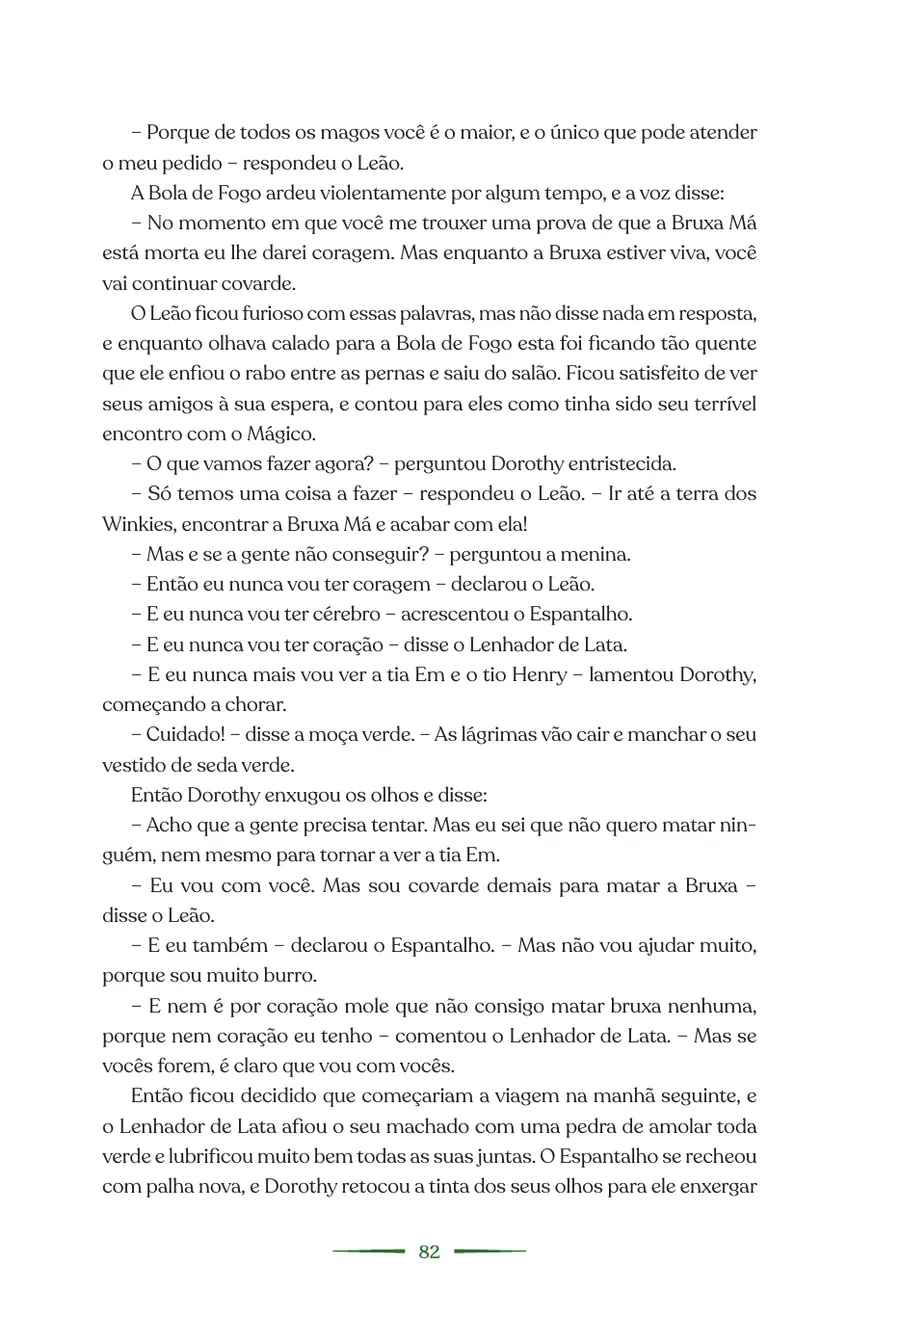 – Porque de todos os magos você é o maior, e o único que pode atender
o meu pedido – respondeu o Leão.
A Bola de Fogo ardeu violentamente por algum tempo, e a voz disse:
– No momento em que você me trouxer uma prova de que a Bruxa Má
está morta eu lhe darei coragem. Mas enquanto a Bruxa estiver viva, você
vai continuar covarde.
O Leão ficou furioso com essas palavras, mas não disse nada em resposta,
e enquanto olhava calado para a Bola de Fogo esta foi ficando tão quente
que ele enfiou o rabo entre as pernas e saiu do salão. Ficou satisfeito de ver
seus amigos à sua espera, e contou para eles como tinha sido seu terrível
encontro com o Mágico.
– O que vamos fazer agora? – perguntou Dorothy entristecida.
– Só temos uma coisa a fazer – respondeu o Leão. – Ir até a terra dos
Winkies, encontrar a Bruxa Má e acabar com ela!
– Mas e se a gente não conseguir? – perguntou a menina.
– Então eu nunca vou ter coragem – declarou o Leão.
– E eu nunca vou ter cérebro – acrescentou o Espantalho.
– E eu nunca vou ter coração – disse o Lenhador de Lata.
– E eu nunca mais vou ver a tia Em e o tio Henry – lamentou Dorothy,
começando a chorar.
– Cuidado! – disse a moça verde. – As lágrimas vão cair e manchar o seu
vestido de seda verde.
Então Dorothy enxugou os olhos e disse:
– Acho que a gente precisa tentar. Mas eu sei que não quero matar nin-
guém, nem mesmo para tornar a ver a tia Em.
– Eu vou com você. Mas sou covarde demais para matar a Bruxa –
disse o Leão.
– E eu também – declarou o Espantalho. – Mas não vou ajudar muito,
porque sou muito burro.
– E nem é por coração mole que não consigo matar bruxa nenhuma,
porque nem coração eu tenho – comentou o Lenhador de Lata. – Mas se
vocês forem, é claro que vou com vocês.
Então ficou decidido que começariam a viagem na manhã seguinte, e
o Lenhador de Lata afiou o seu machado com uma pedra de amolar toda
verde e lubrificou muito bem todas as suas juntas. O Espantalho se recheou
com palha nova, e Dorothy retocou a tinta dos seus olhos para ele enxergar
82